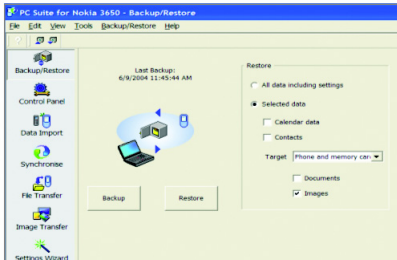 PC Suite for Nokia 3650 - Backup/Restore
File Edit View Tools Backup/Restore Help
Backup/Restore
Control Panel
Data Import
Synchronise
File Transfer
Image Transfer
Settings Wizard
Last Backup:
6/9/2004 11:45:44 AM
Backup
Restore
Restore
All data including settings
Selected data
Calendar data
Contacts
Target
Phone and memory car
Documents
Images